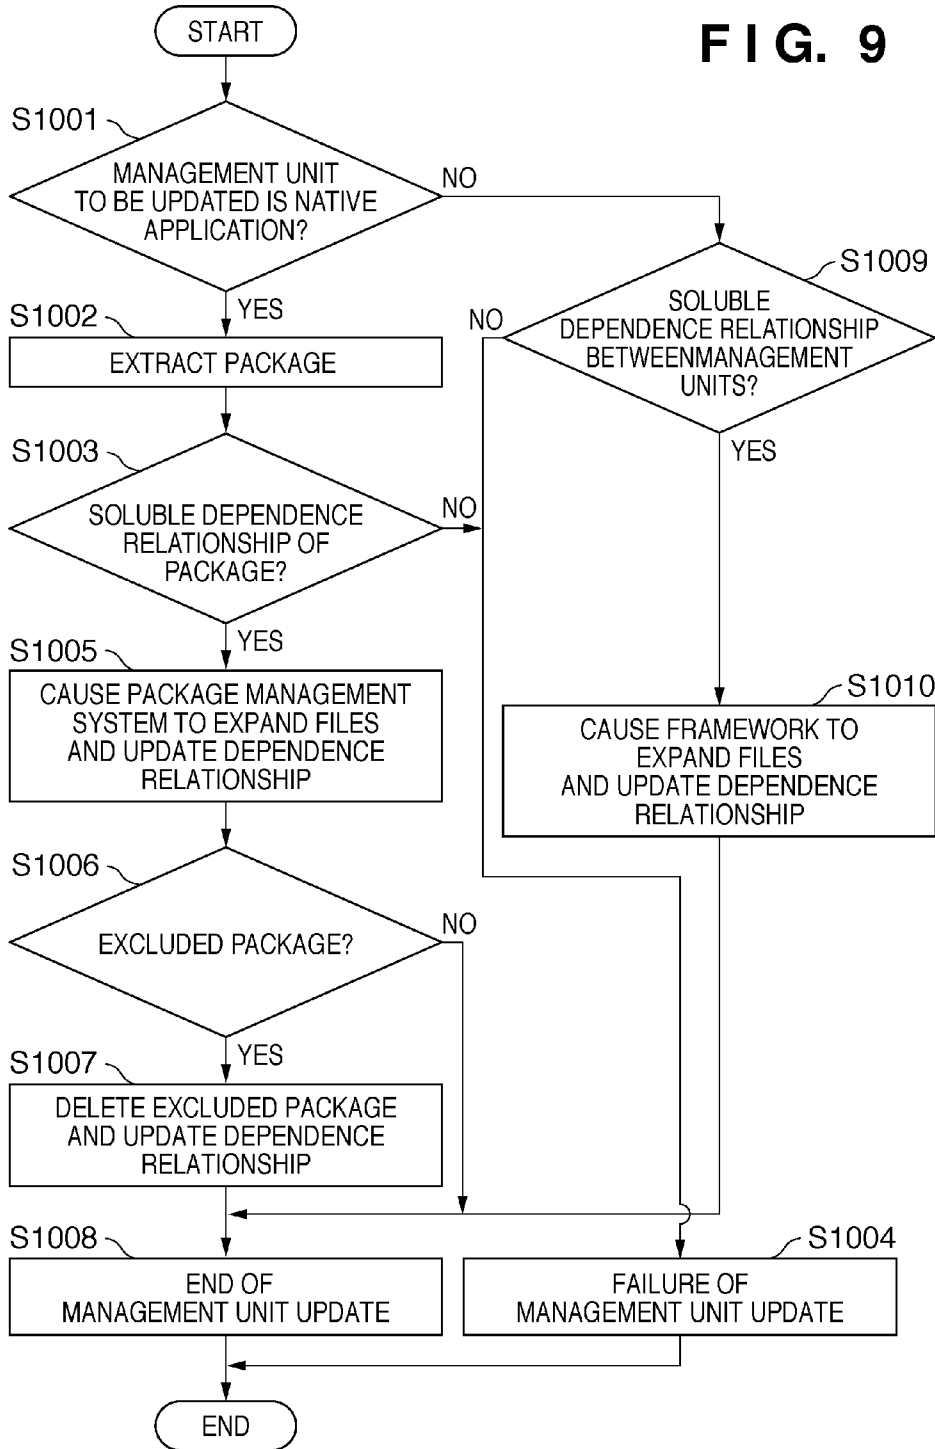 START
FIG. 9
S1001
MANAGEMENT UNIT
TO BE UPDATED IS NATIVE
APPLICATION?
NO
YES
S1009
SOLUBLE
DEPENDENCE RELATIONSHIP
BETWEENMANAGEMENT
UNITS?
NO
YES
S1002
EXTRACT PACKAGE
S1003
SOLUBLE DEPENDENCE
RELATIONSHIP OF
PACKAGE?
NO
YES
S1005
CAUSE PACKAGE MANAGEMENT
SYSTEM TO EXPAND FILES
AND UPDATE DEPENDENCE
RELATIONSHIP
S1010
CAUSE FRAMEWORK TO
EXPAND FILES
AND UPDATE DEPENDENCE
RELATIONSHIP
S1006
EXCLUDED PACKAGE?
NO
YES
S1007
DELETE EXCLUDED PACKAGE
AND UPDATE DEPENDENCE
RELATIONSHIP
S1008
END OF
MANAGEMENT UNIT UPDATE
S1004
FAILURE OF
MANAGEMENT UNIT UPDATE
END